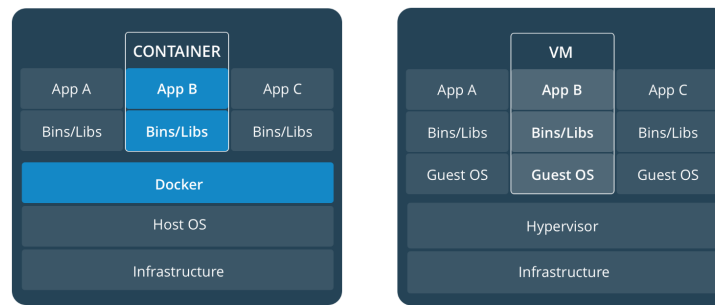 CONTAINER
App A App B App C
Bins/Libs Bins/Libs Bins/Libs
Docker
Host OS
Infrastructure
VM
App A App B App C
Bins/Libs Bins/Libs Bins/Libs
Guest OS Guest OS Guest OS
Hypervisor
Infrastructure